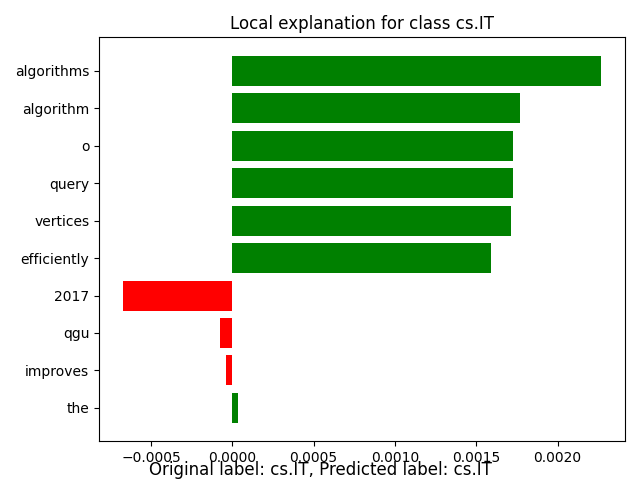 Local explanation for class cs.IT
algorithms
algorithm
o
query
vertices
efficiently
2017
qgu
improves
the
−0.0005 0.0000 0.0005 0.0010 0.0015 0.0020
Original label: cs.IT, Predicted label: cs.IT